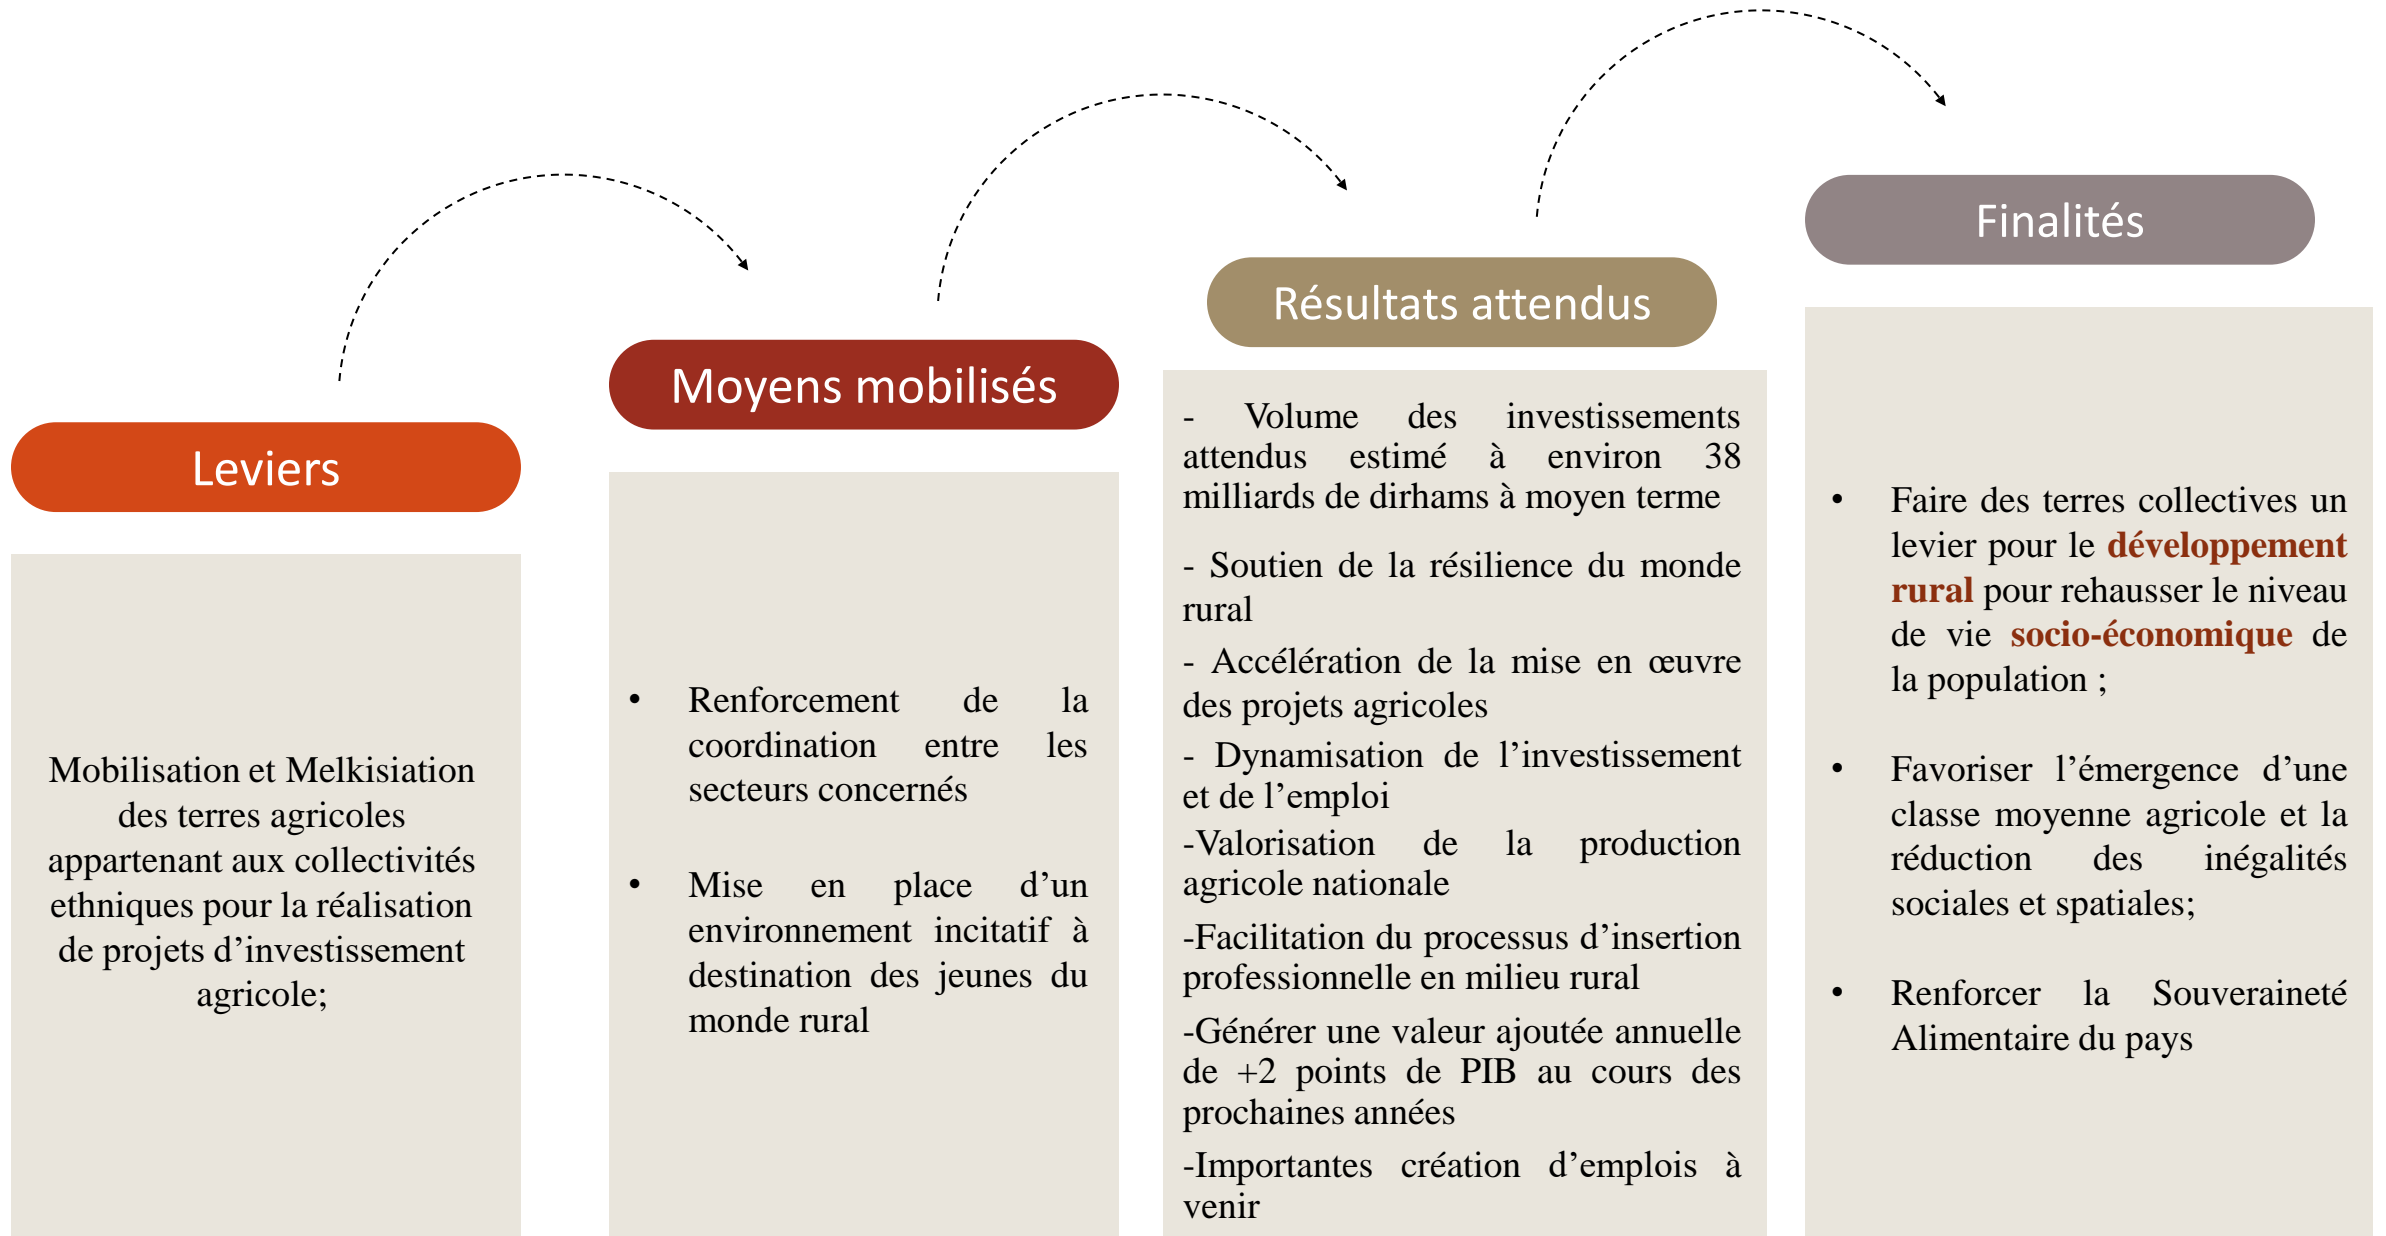 Leviers
Mobilisation et Melkisiation
des terres agricoles
appartenant aux collectivités
ethniques pour la réalisation
de projets d’investissement
agricole;
Moyens mobilisés
• Renforcement de la
coordination entre les
secteurs concernés
• Mise en place d’un
environnement incitatif à
destination des jeunes du
monde rural
Résultats attendus
- Volume des investissements
attendus estimé à environ 38
milliards de dirhams à moyen terme
- Soutien de la résilience du monde
rural
- Accélération de la mise en œuvre
des projets agricoles
- Dynamisation de l’investissement
et de l’emploi
-Valorisation de la production
agricole nationale
-Facilitation du processus d’insertion
professionnelle en milieu rural
-Générer une valeur ajoutée annuelle
de +2 points de PIB au cours des
prochaines années
-Importantes création d’emplois à
venir
Finalités
• Faire des terres collectives un
levier pour le développement
rural pour rehausser le niveau
de vie socio-économique de
la population ;
• Favoriser l’émergence d’une
classe moyenne agricole et la
réduction des inégalités
sociales et spatiales;
• Renforcer la Souveraineté
Alimentaire du pays